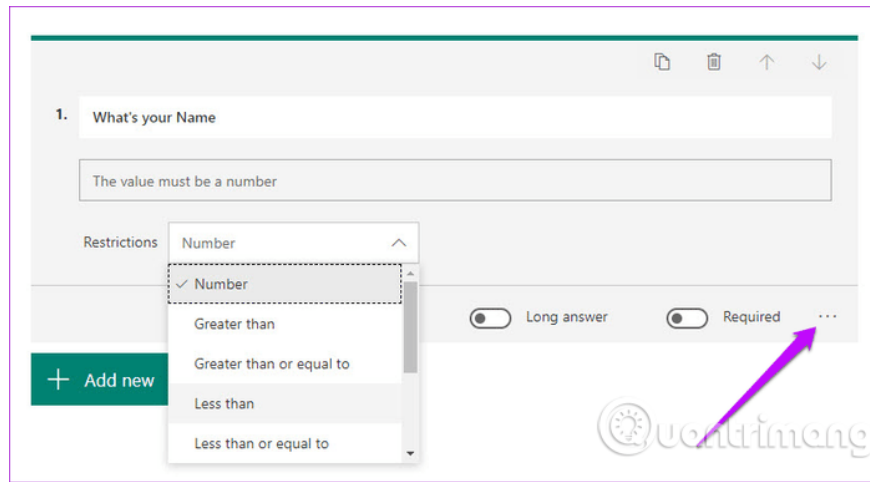 1. What's your Name
The value must be a number
Restrictions Number
Number
Greater than
Long answer Required ...
Greater than or equal to
Add new
Less than
Less than or equal to
Quantrimang